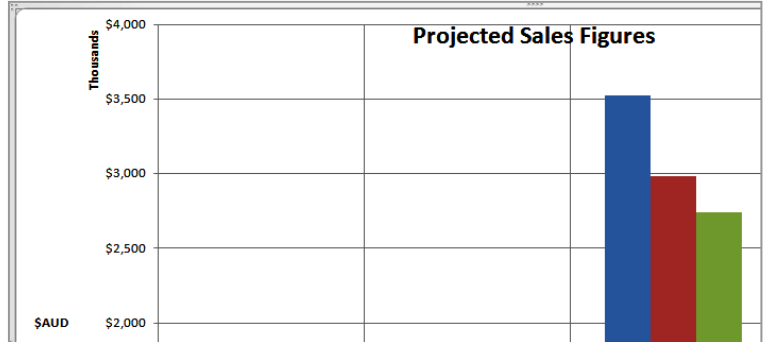 Projected Sales Figures
Thousands
$4,000
$3,500
$3,000
$2,500
$AUD
$2,000